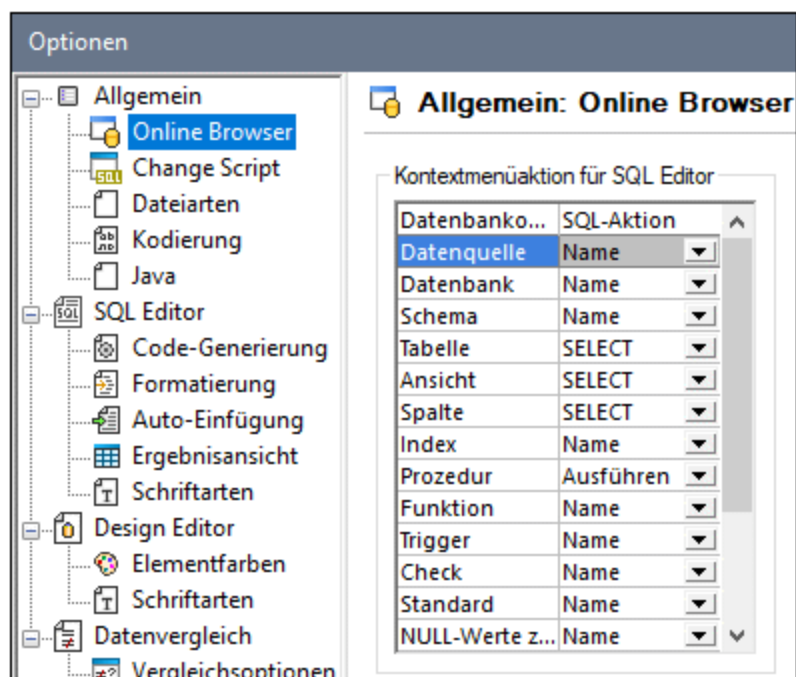 Optionen
Allgemein
Online Browser
Change Script
Dateiarten
Kodierung
Java
SQL Editor
Code-Generierung
Formatierung
Auto-Einfügung
Ergebnisansicht
Schriftarten
Design Editor
Elementfarben
Schriftarten
Datenvergleich
Vergleichsoptionen
Allgemein: Online Browser
Kontextmenüaktion für SQL Editor
Datenbanko... SQL-Aktion
Datenquelle Name
Datenbank Name
Schema Name
Tabelle SELECT
Ansicht SELECT
Spalte SELECT
Index Name
Prozedur Ausführen
Funktion Name
Trigger Name
Check Name
Standard Name
NULL-Werte z... Name